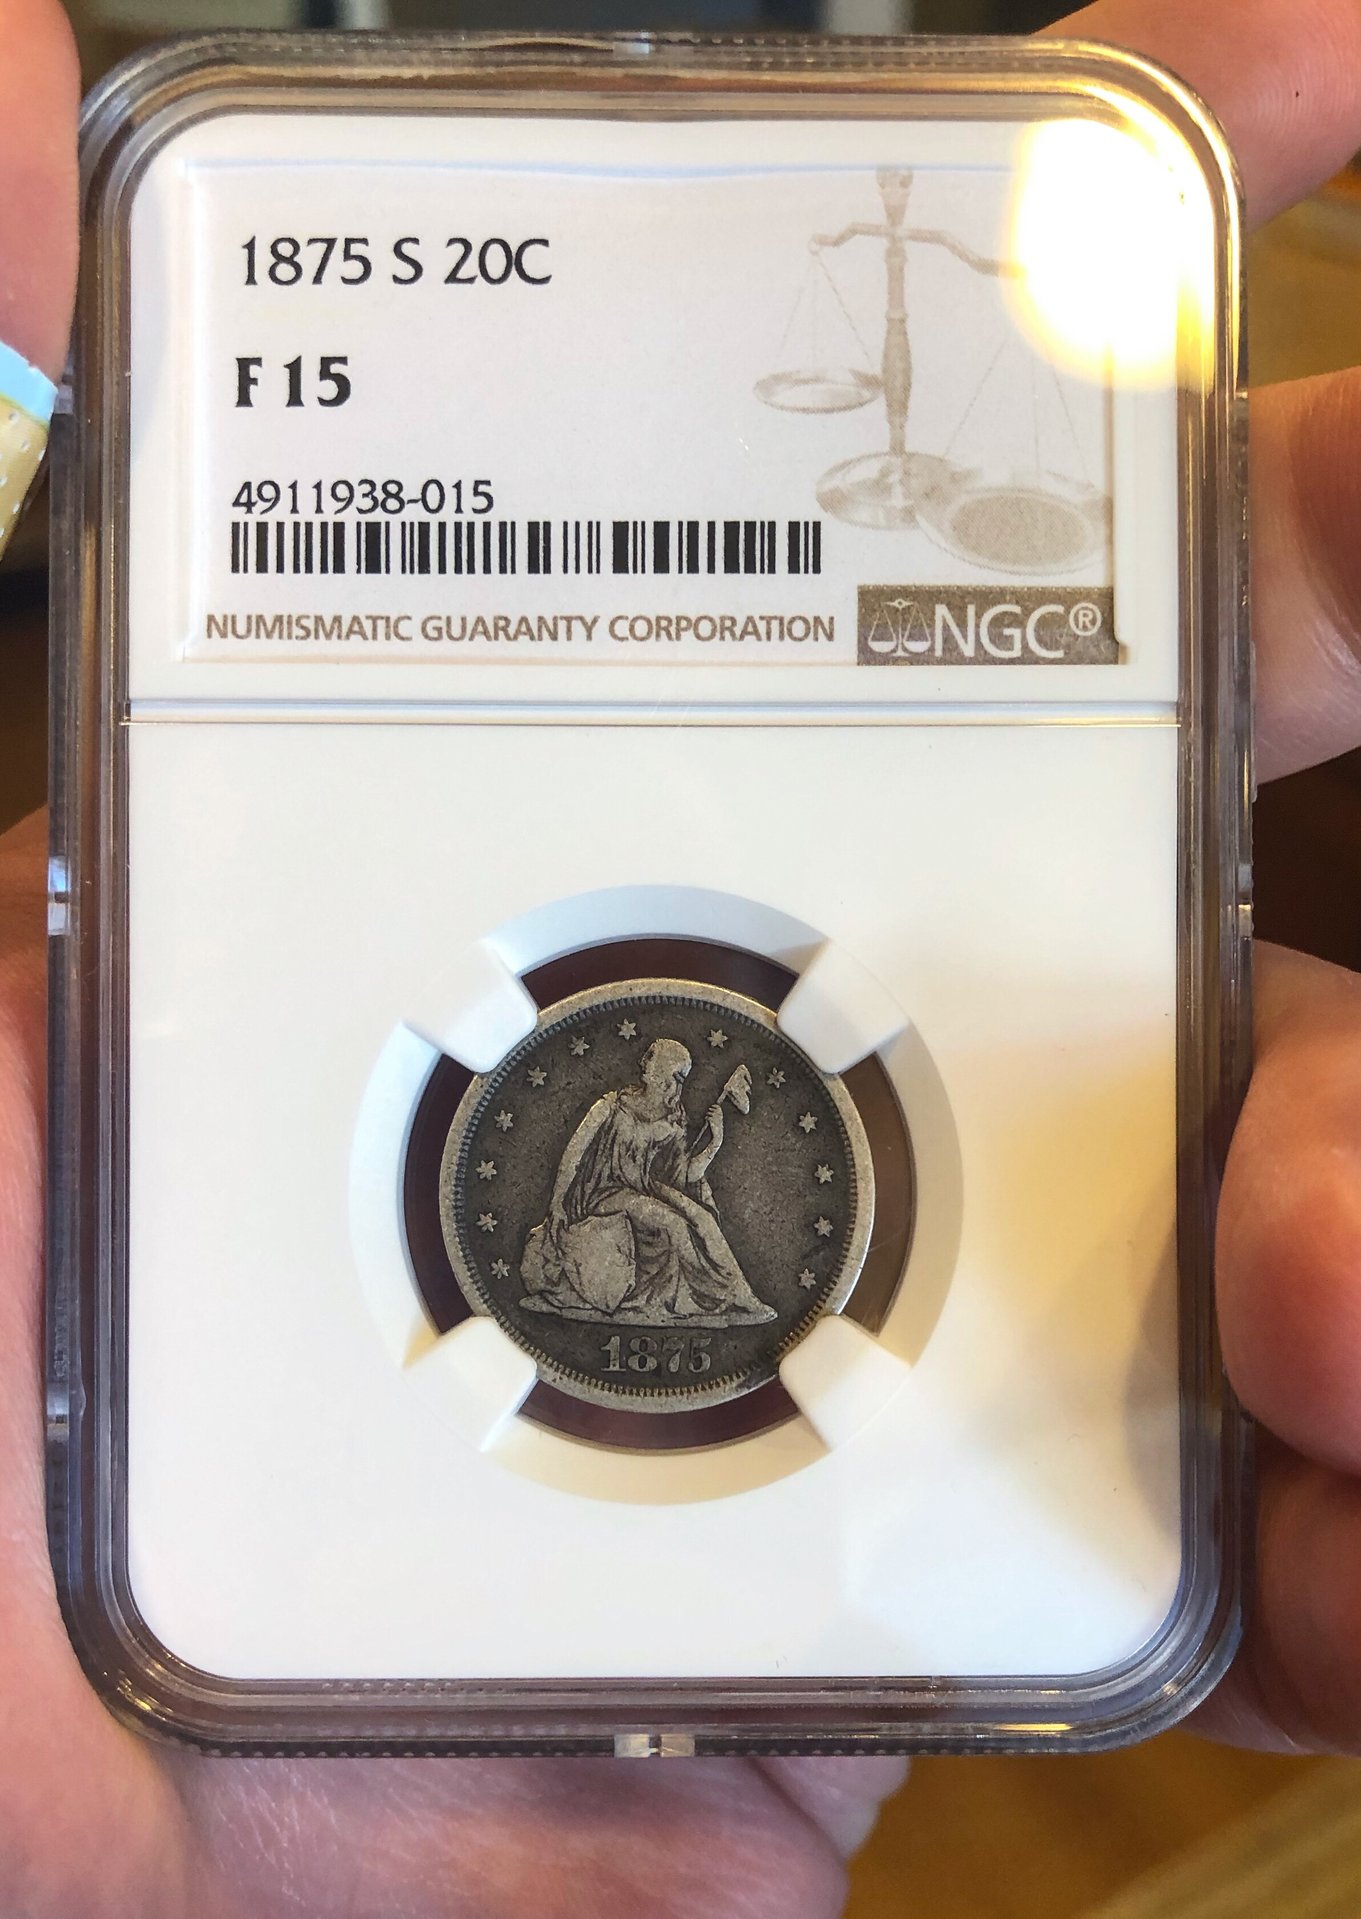 1875 S 20C
F 15
4911938-015
NUMISMATIC GUARANTY CORPORATION
NGC®
1875